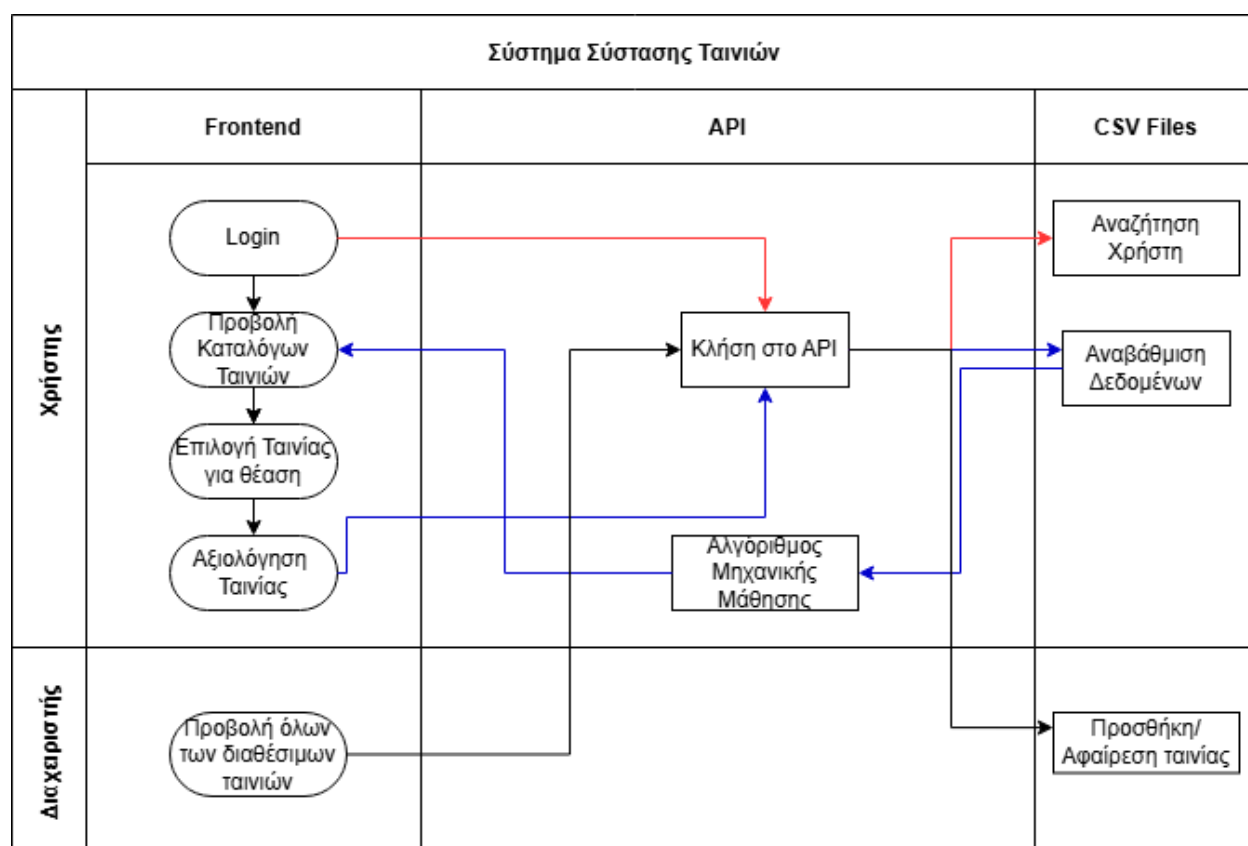 Σύστημα Σύστασης Ταινιών
Frontend
API
CSV Files
Χρήστης
Login
Αναζήτηση
Χρήστη
Προβολή
Καταλόγων
Ταινιών
Κλήση στο API
Αναβάθμιση
Δεδομένων
Επιλογή Ταινίας
για θέαση
Αξιολόγηση
Ταινίας
Αλγόριθμος
Μηχανικής
Μάθησης
Διαχειριστής
Προβολή όλων
των διαθέσιμων
ταινιών
Προσθήκη/
Αφαίρεση ταινίας